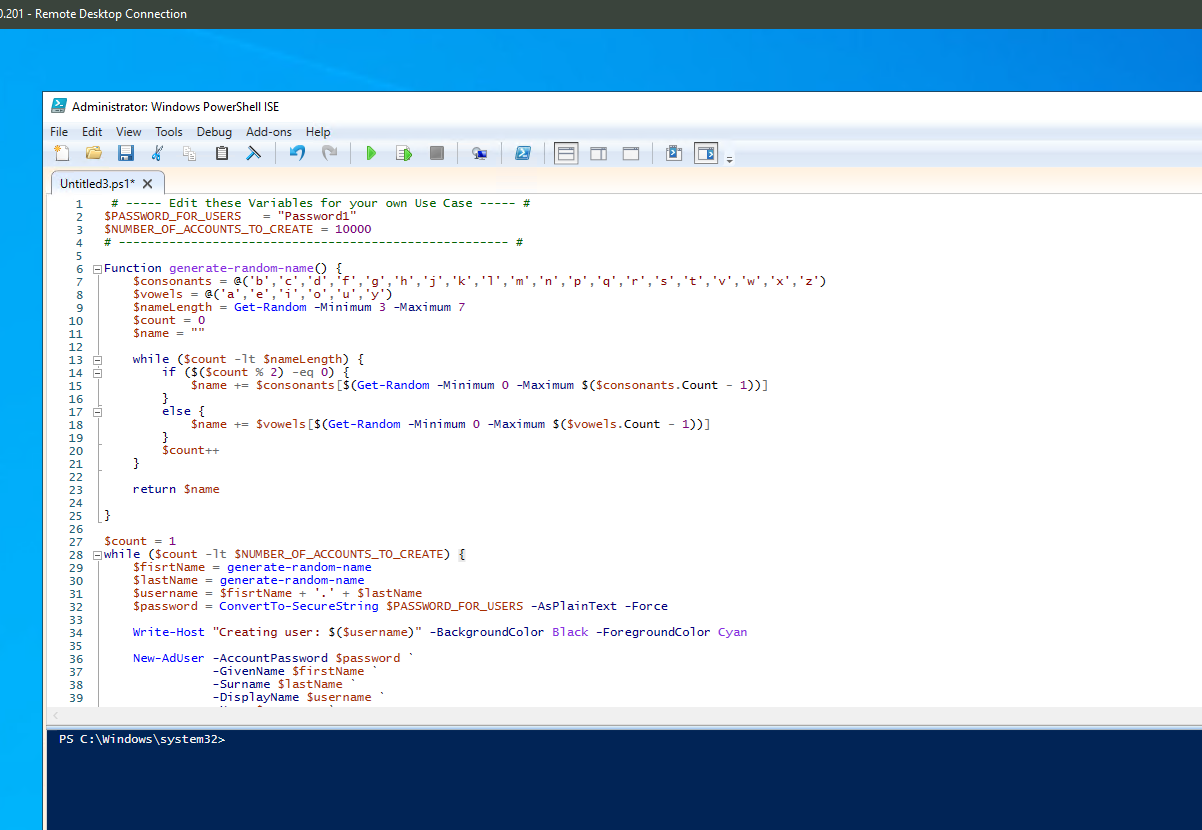 0.201 - Remote Desktop Connection
Administrator: Windows PowerShell ISE
File Edit View Tools Debug Add-ons Help
Untitled3.ps1*
1 # ----- Edit these Variables for your own Use Case ----- #
2 $PASSWORD_FOR_USERS   = "Password1"
3 $NUMBER_OF_ACCOUNTS_TO_CREATE = 10000
4 # ------------------------------------------------------ #
5
6 Function generate-random-name() {
7     $consonants = @('b','c','d','f','g','h','j','k','l','m','n','p','q','r','s','t','v','w','x','z')
8     $vowels = @('a','e','i','o','u','y')
9     $nameLength = Get-Random -Minimum 3 -Maximum 7
10     $count = 0
11     $name = ""
12
13     while ($count -lt $nameLength) {
14         if ($($count % 2) -eq 0) {
15             $name += $consonants[$(Get-Random -Minimum 0 -Maximum $($consonants.Count - 1))]
16         }
17         else {
18             $name += $vowels[$(Get-Random -Minimum 0 -Maximum $($vowels.Count - 1))]
19         }
20         $count++
21     }
22
23     return $name
24
25 }
26
27 $count = 1
28 while ($count -lt $NUMBER_OF_ACCOUNTS_TO_CREATE) {
29     $fisrtName = generate-random-name
30     $lastName = generate-random-name
31     $username = $fisrtName + '.' + $lastName
32     $password = ConvertTo-SecureString $PASSWORD_FOR_USERS -AsPlainText -Force
33
34     Write-Host "Creating user: $($username)" -BackgroundColor Black -ForegroundColor Cyan
35
36     New-AdUser -AccountPassword $password `
37                -GivenName $firstName `
38                -Surname $lastName `
39                -DisplayName $username `
PS C:\Windows\system32>